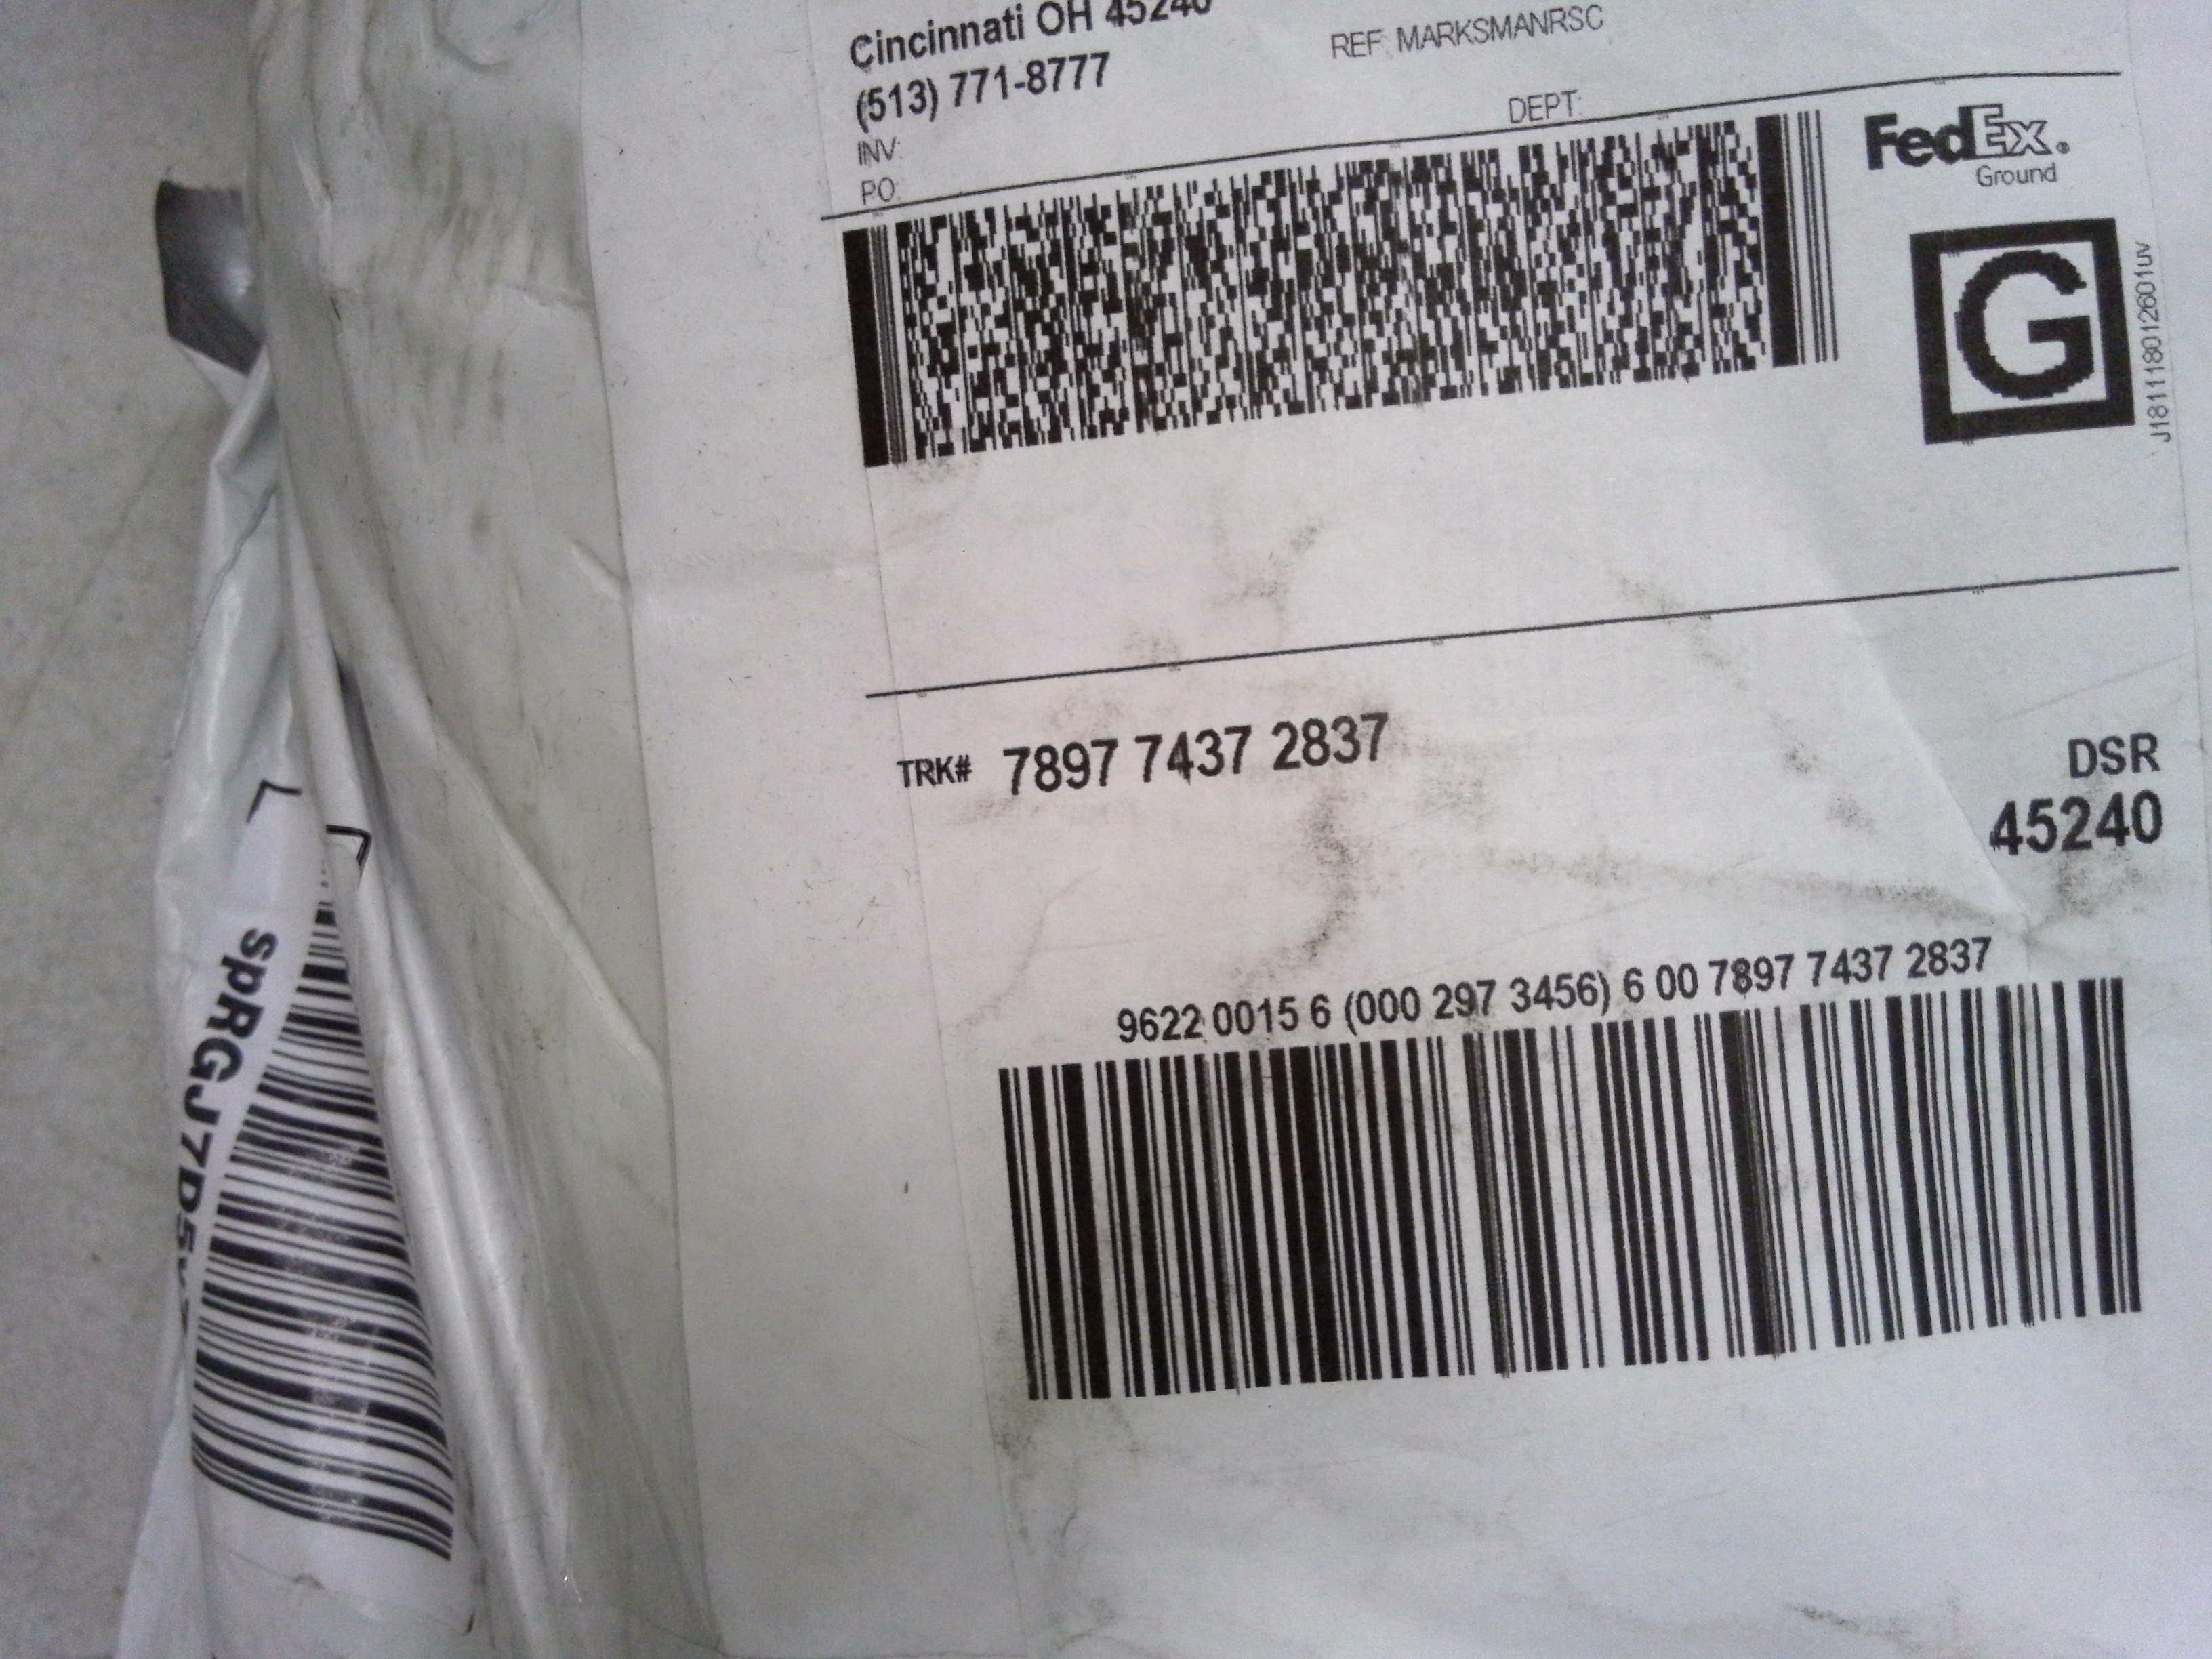 Cincinnati OH 45240
REF: MARKSMANRSC
(513) 771-8777
INV:
PO:
DEPT:
FedEx®
Ground
G
J181118012601uv
TRK# 7897 7437 2837
DSR
45240
9622 0015 6 (000 297 3456) 6 00 7897 7437 2837